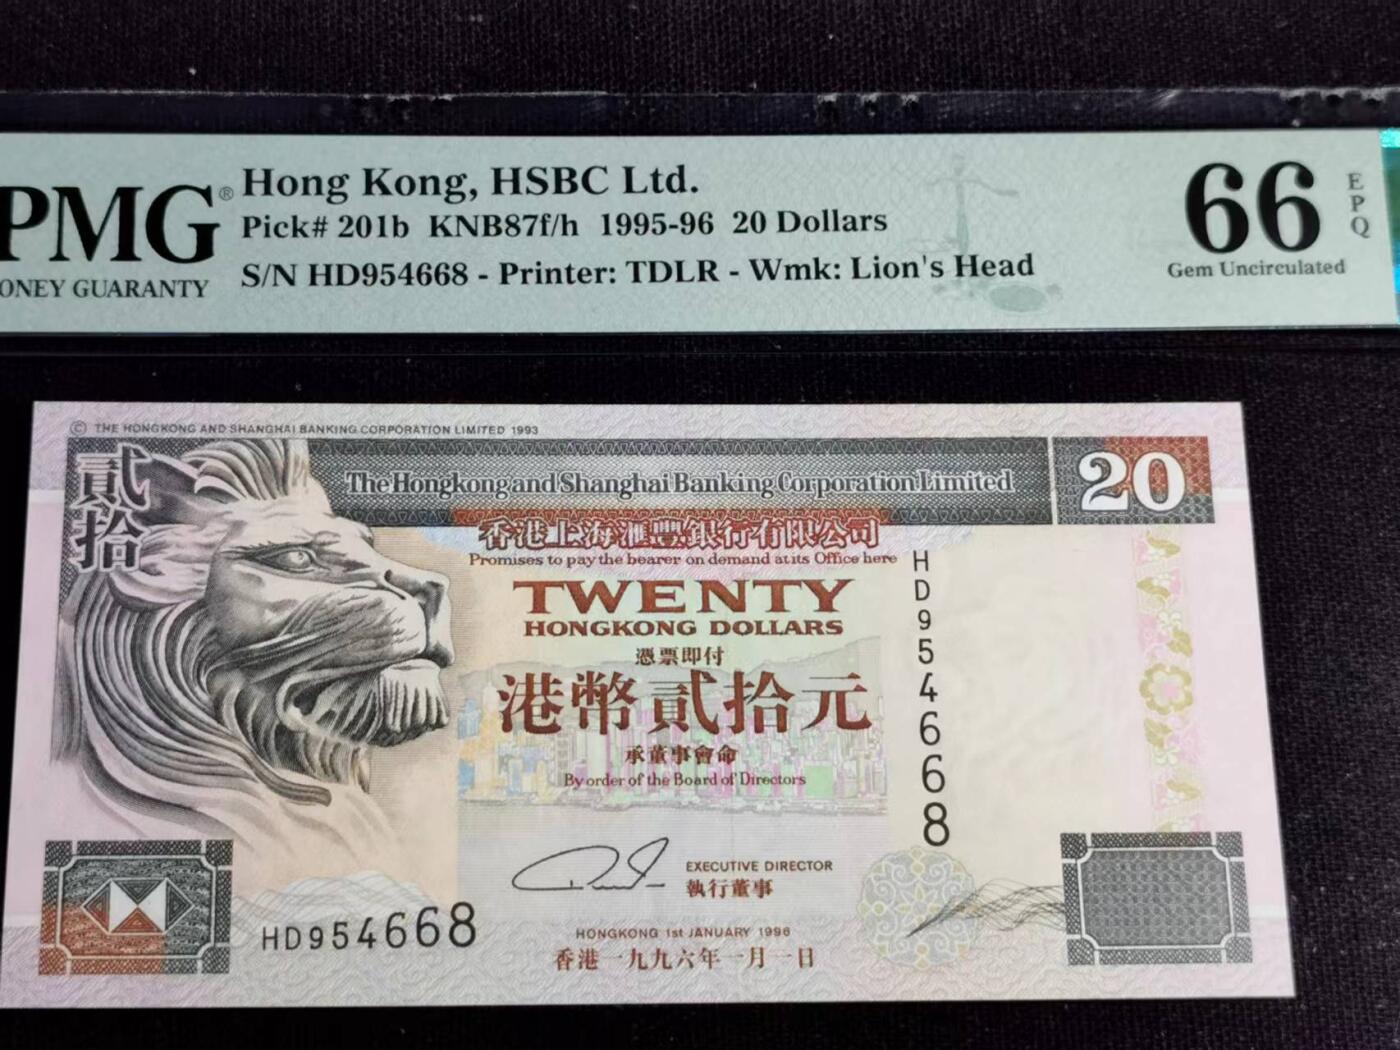 PMG®
MONEY GUARANTY
Hong Kong, HSBC Ltd.
Pick# 201b KNB87f/h 1995-96 20 Dollars
S/N HD954668 - Printer: TDLR - Wmk: Lion's Head
66
EPQ
Gem Uncirculated
© THE HONGKONG AND SHANGHAI BANKING CORPORATION LIMITED 1993
貳拾
The Hongkong and Shanghai Banking Corporation Limited
20
香港上海滙豐銀行有限公司
Promises to pay the bearer on demand at its Office here
HD954668
TWENTY
HONGKONG DOLLARS
憑票即付
港幣貳拾元
承董事會命
By order of the Board of Directors
EXECUTIVE DIRECTOR
執行董事
HD954668
HONGKONG 1st JANUARY 1996
香港一九九六年一月一日